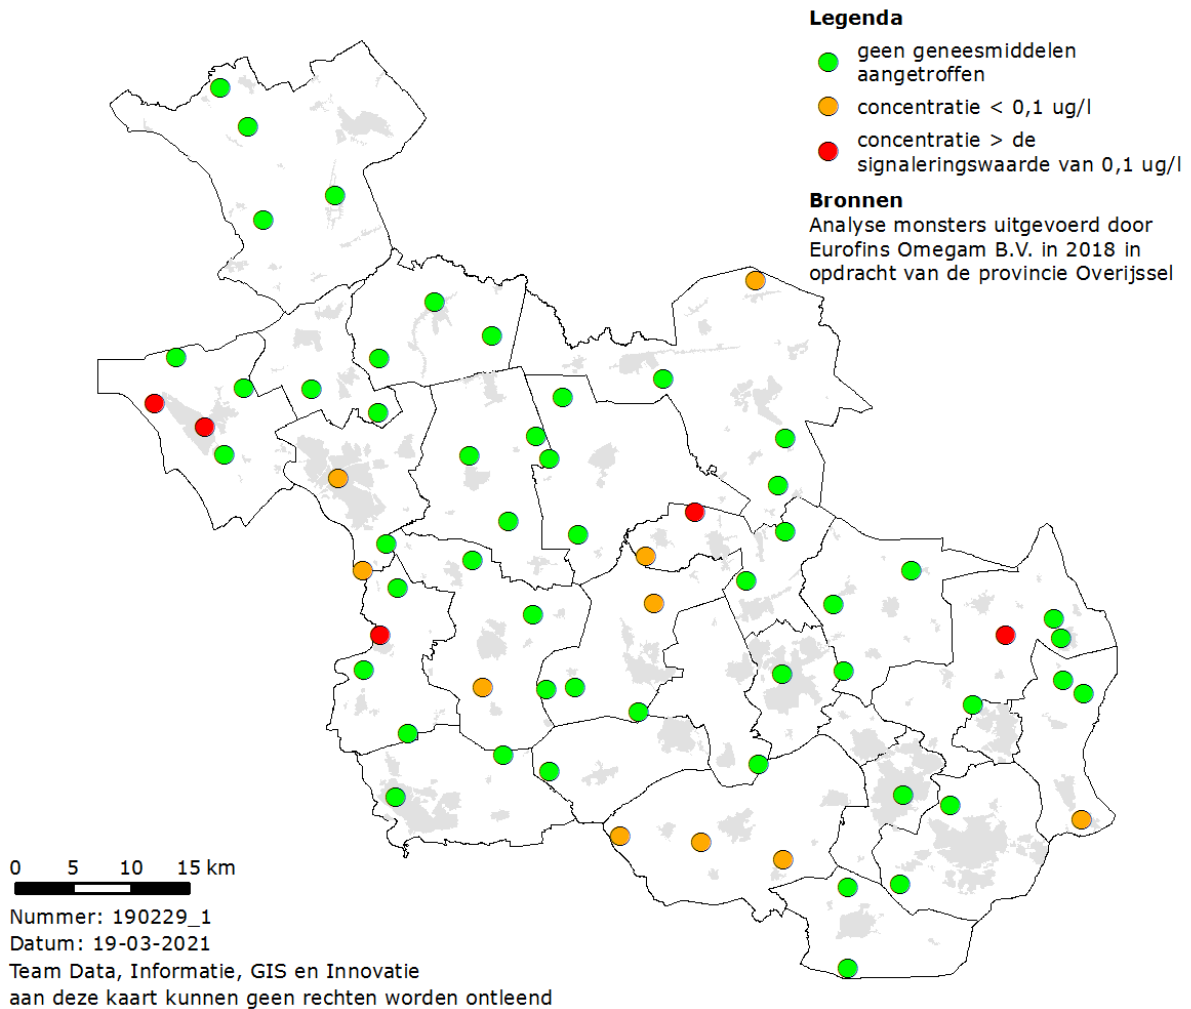 Legenda
geen geneesmiddelen
aangetroffen
concentratie < 0,1 ug/l
concentratie > de
signaleringswaarde van 0,1 ug/l
Bronnen
Analyse monsters uitgevoerd door
Eurofins Omegam B.V. in 2018 in
opdracht van de provincie Overijssel
0 5 10 15 km
Nummer: 190229_1
Datum: 19-03-2021
Team Data, Informatie, GIS en Innovatie
aan deze kaart kunnen geen rechten worden ontleend